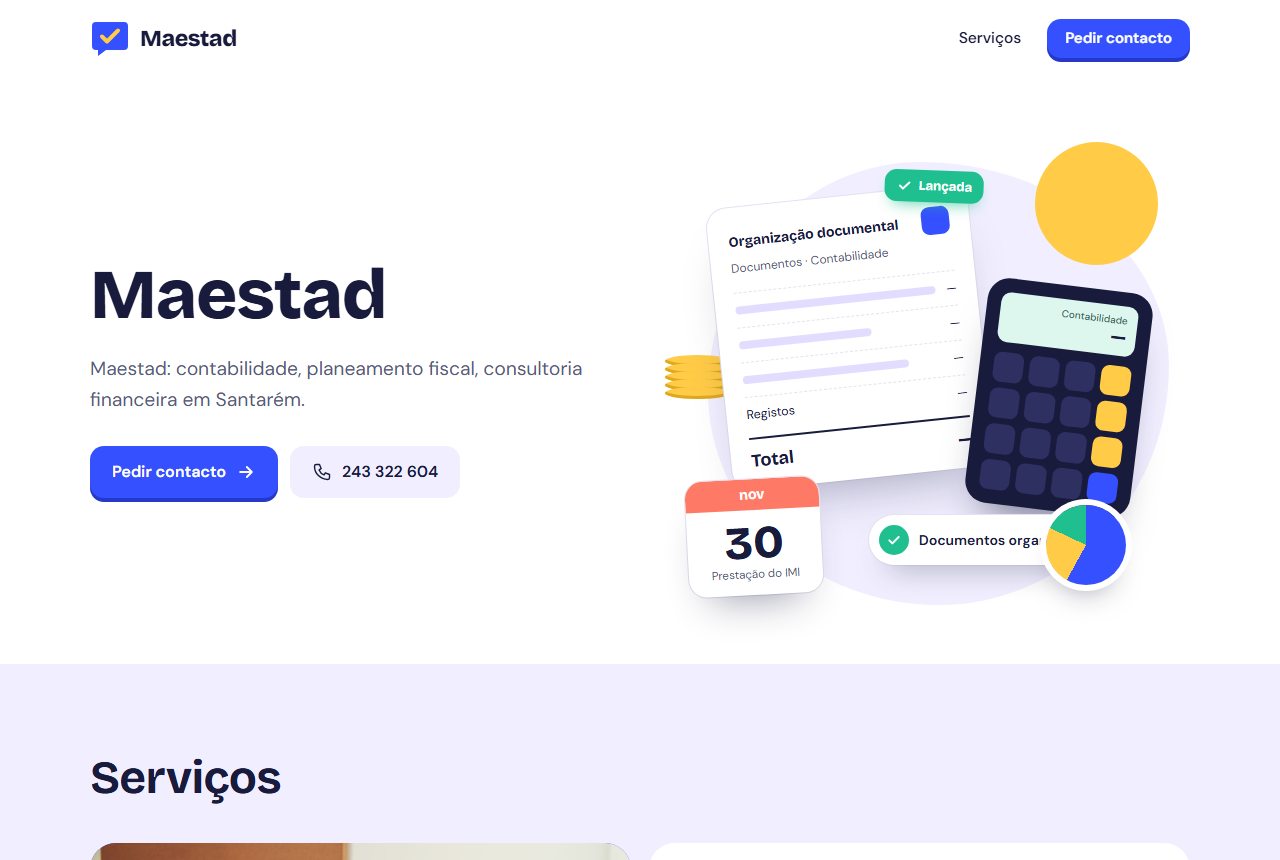 Maestad
Serviços
Pedir contacto
Maestad
Maestad: contabilidade, planeamento fiscal, consultoria
financeira em Santarém.
Pedir contacto
243 322 604
Lançada
Organização documental
Documentos · Contabilidade
–
–
–
Registos
–
Total
–
Contabilidade
–
nov
30
Prestação do IMI
Documentos
Serviços